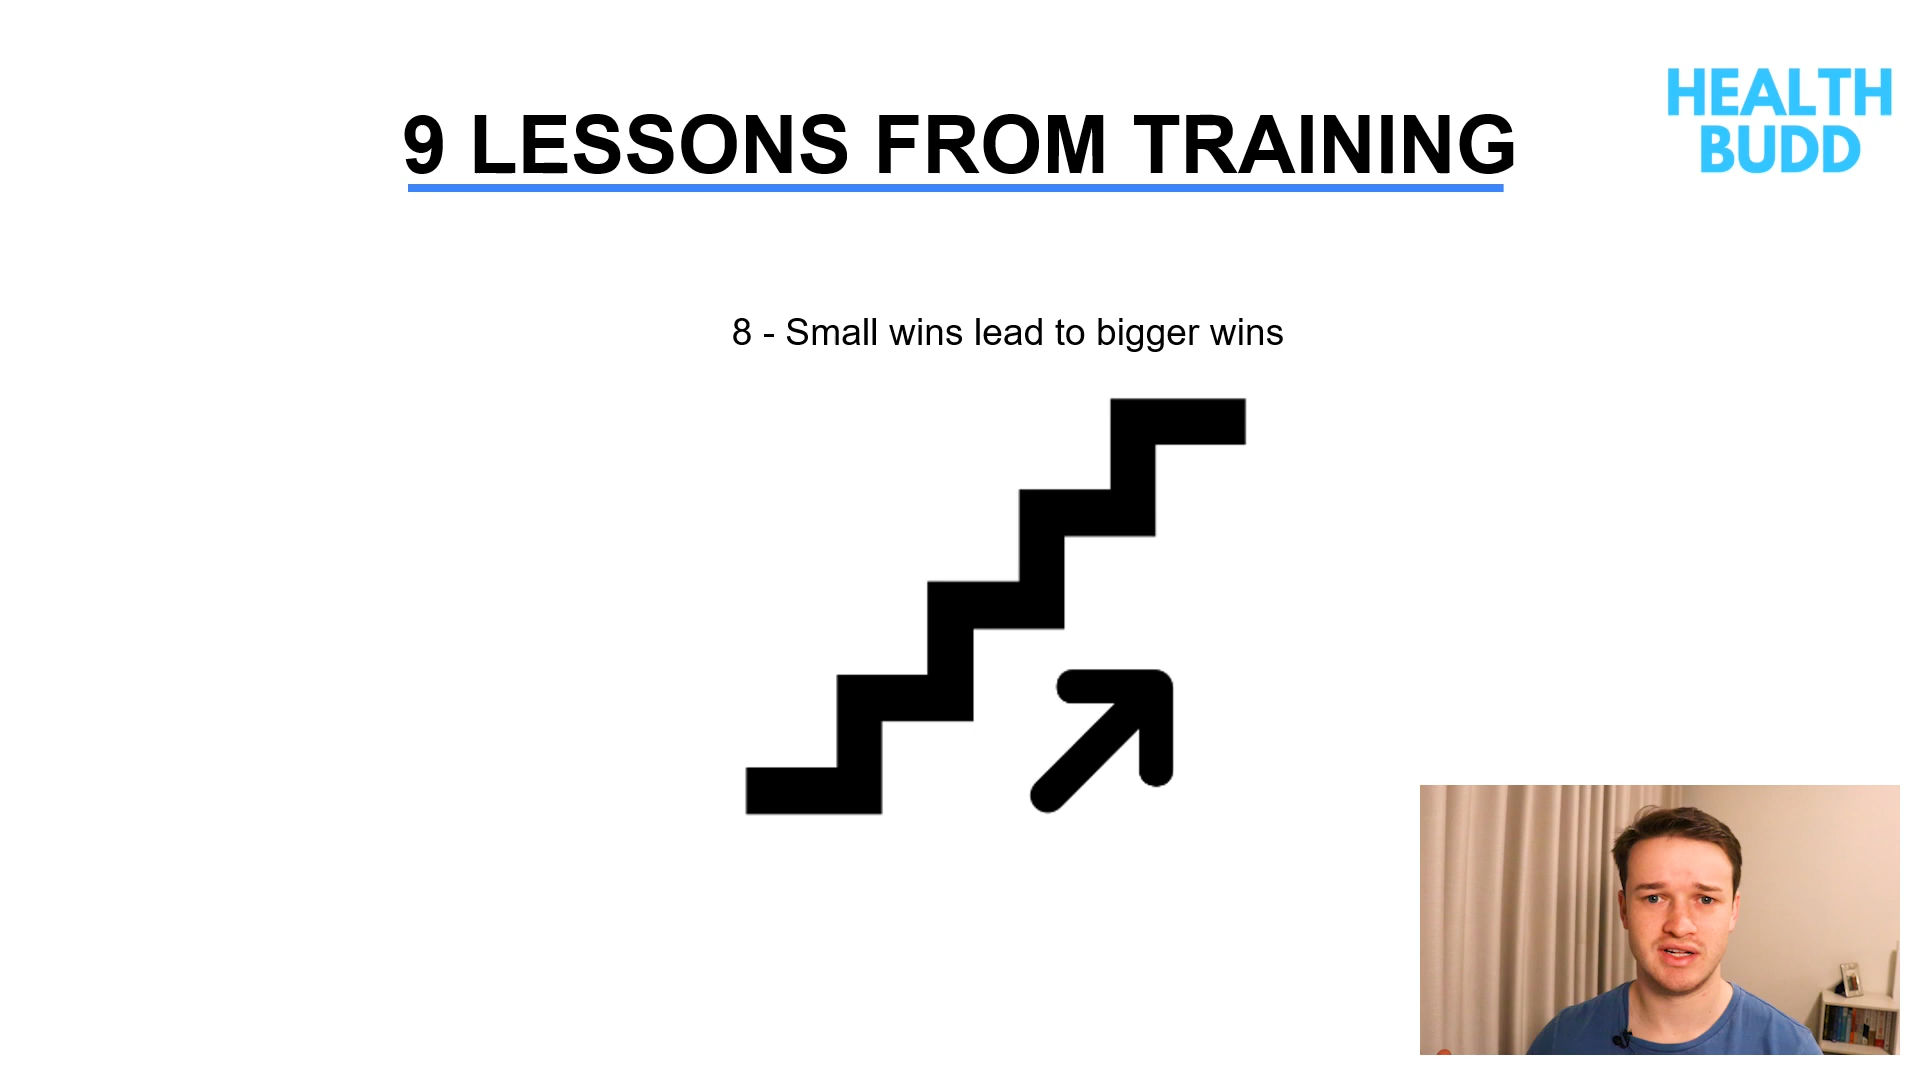 9 LESSONS FROM TRAINING
HEALTH
BUDD
8 - Small wins lead to bigger wins